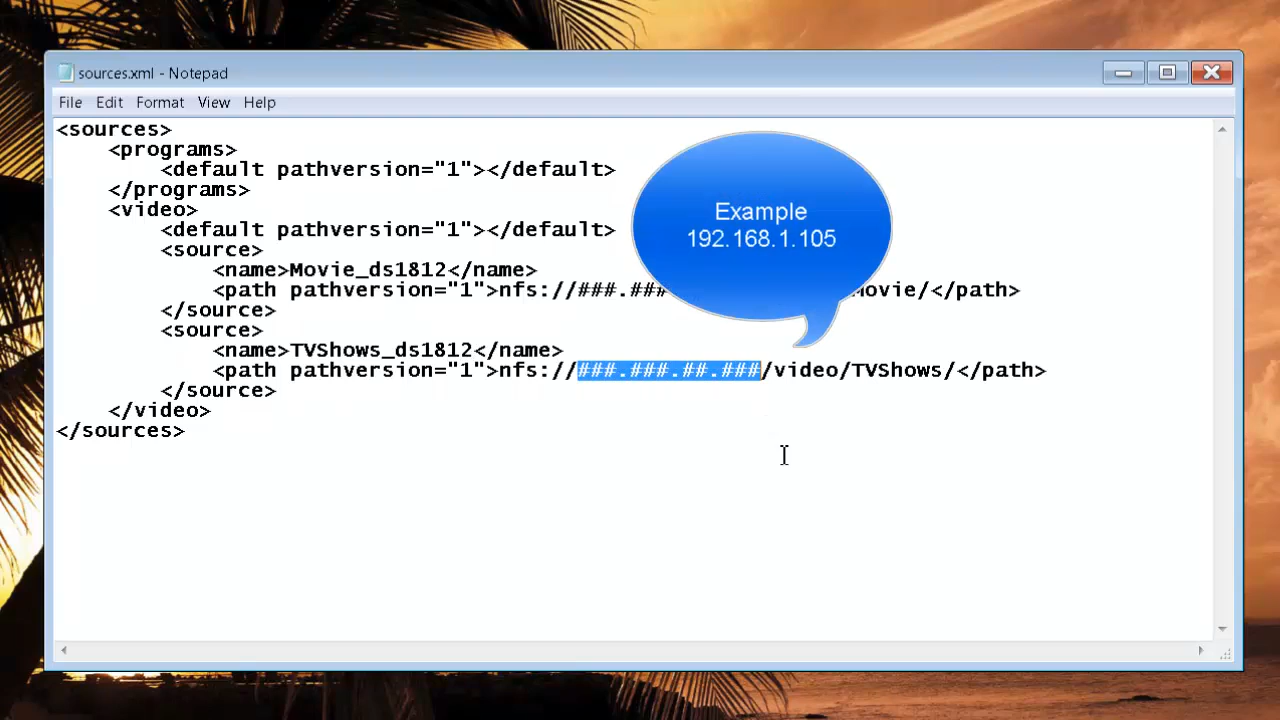 sources.xml - Notepad
File Edit Format View Help
<sources>
<programs>
<default pathversion="1"></default>
</programs>
<video>
<default pathversion="1"></default>
<source>
<name>Movie_ds1812</name>
<path pathversion="1">nfs://###.### Movie/</path>
</source>
<source>
<name>TVShows_ds1812</name>
<path pathversion="1">nfs://###.###.##.###/video/TVShows/</path>
</source>
</video>
</sources>
Example
192.168.1.105